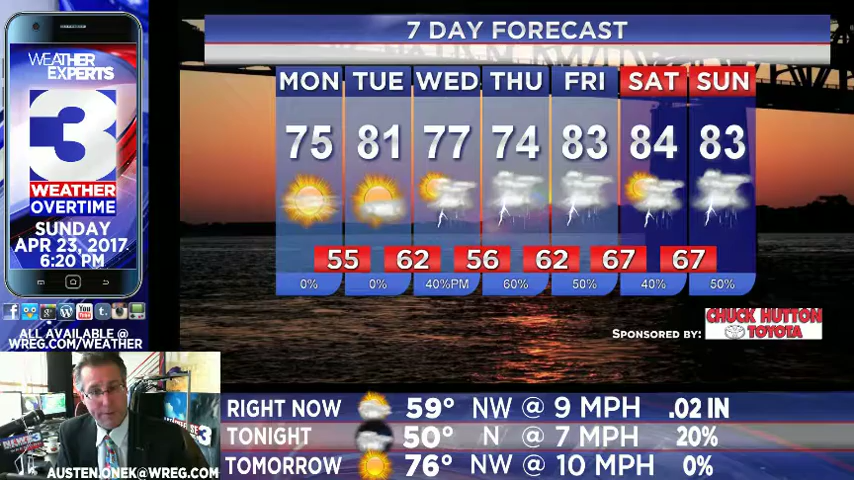 7 DAY FORECAST
MON TUE WED THU FRI SAT SUN
75 81 77 74 83 84 83
55 62 56 62 67 67
0% 0% 40%PM 60% 50% 40% 50%
SPONSORED BY: CHUCK HUTTON
TOYOTA
WEATHER
EXPERTS
3
WEATHER
OVERTIME
SUNDAY
APR 23, 2017
6:20 PM
ALL AVAILABLE @
WREG.COM/WEATHER
3
AUSTEN.ONEK@WREG.COM
RIGHT NOW 59° NW @ 9 MPH .02 IN
TONIGHT 50° N @ 7 MPH 20%
TOMORROW 76° NW @ 10 MPH 0%